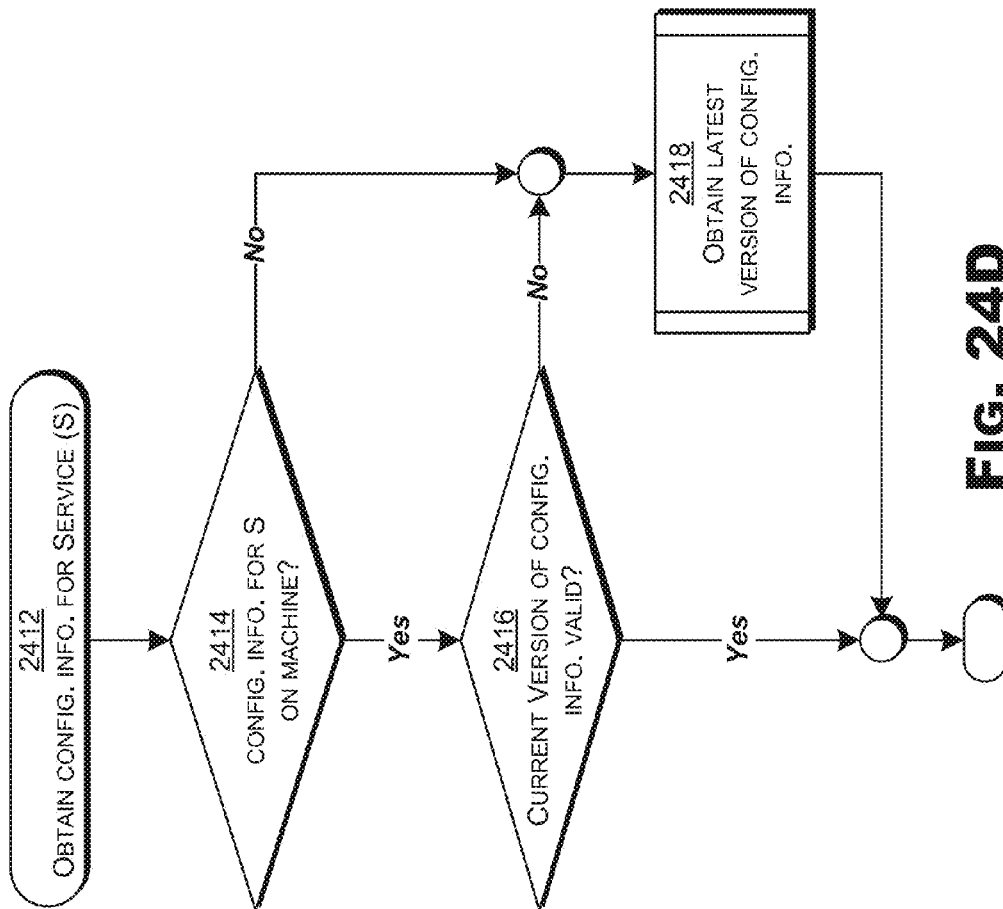 2412
OBTAIN CONFIG. INFO. FOR SERVICE (S)
2414
CONFIG. INFO. FOR S
ON MACHINE?
No
Yes
2416
CURRENT VERSION OF CONFIG.
INFO. VALID?
No
Yes
2418
OBTAIN LATEST
VERSION OF CONFIG.
INFO.
FIG. 24D